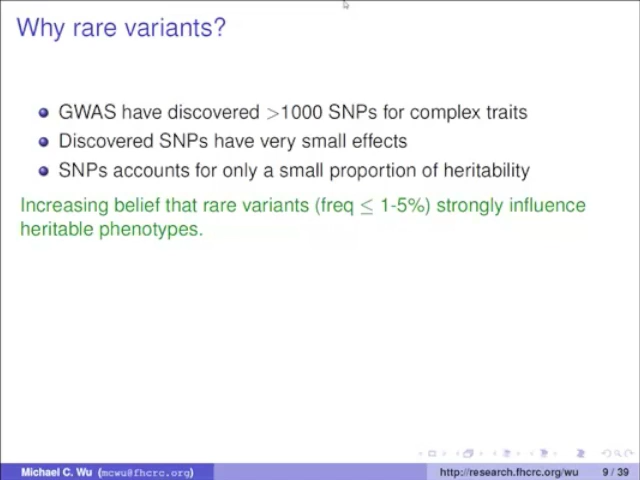 Why rare variants?
GWAS have discovered >1000 SNPs for complex traits
Discovered SNPs have very small effects
SNPs accounts for only a small proportion of heritability
Increasing belief that rare variants (freq ≤ 1-5%) strongly influence
heritable phenotypes.
Michael C. Wu (mcwu@fhcrc.org) http://research.fhcrc.org/wu 9 / 39